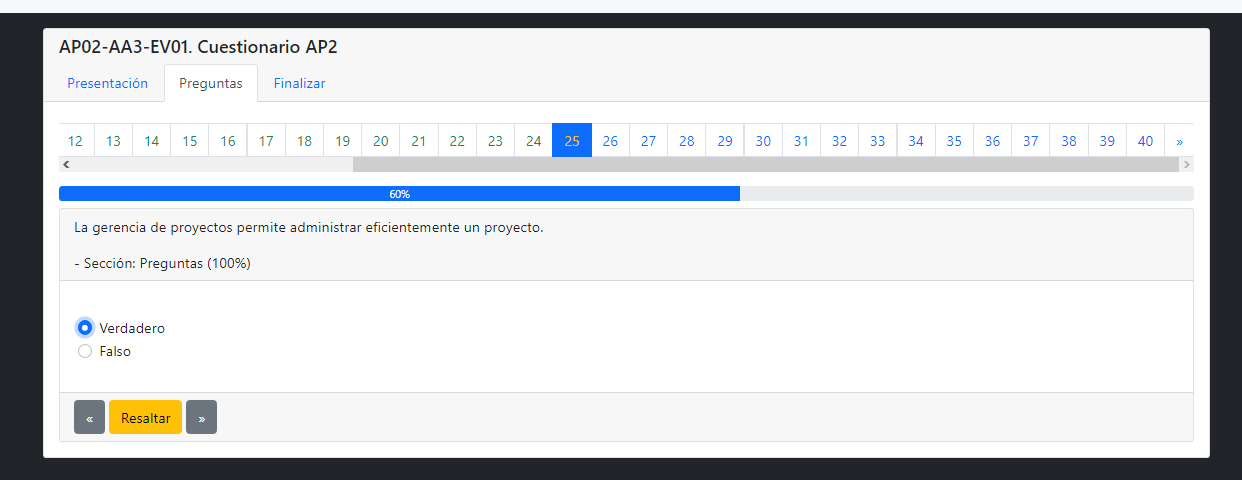 AP02-AA3-EV01. Cuestionario AP2
Presentación Preguntas Finalizar
12 13 14 15 16 17 18 19 20 21 22 23 24 25 26 27 28 29 30 31 32 33 34 35 36 37 38 39 40 »
60%
La gerencia de proyectos permite administrar eficientemente un proyecto.
- Sección: Preguntas (100%)
Verdadero
Falso
« Resaltar »